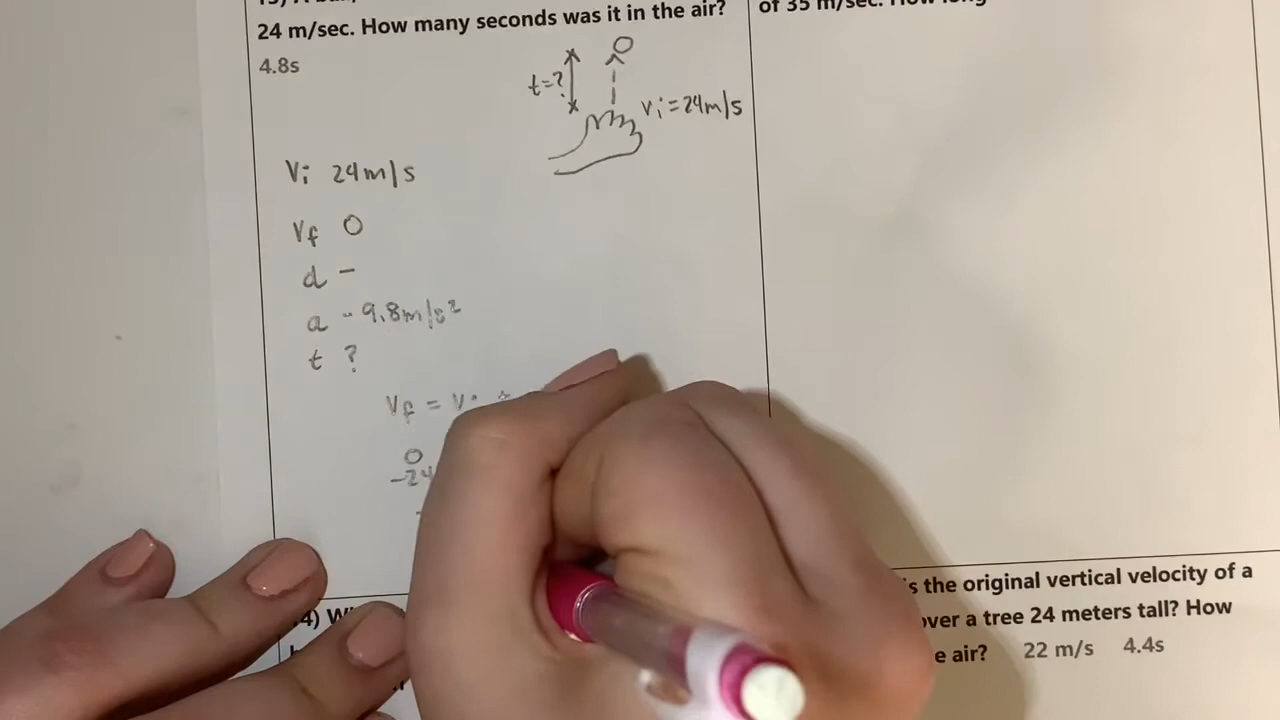 24 m/sec. How many seconds was it in the air?
4.8s
t=?
Vi=24m/s
Vi 24m/s
Vf 0
d -
a -9.8m/s²
t ?
Vf = Vi
0
-24
of 35 m/sec. How long
4) W
s the original vertical velocity of a
over a tree 24 meters tall? How
e air? 22 m/s 4.4s